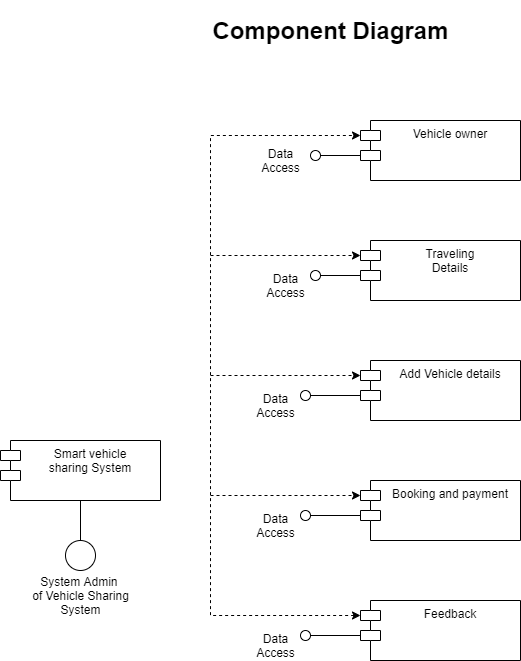 Component Diagram
Vehicle owner
Data
Access
Traveling
Details
Data
Access
Add Vehicle details
Data
Access
Smart vehicle
sharing System
Booking and payment
Data
Access
System Admin
of Vehicle Sharing
System
Feedback
Data
Access